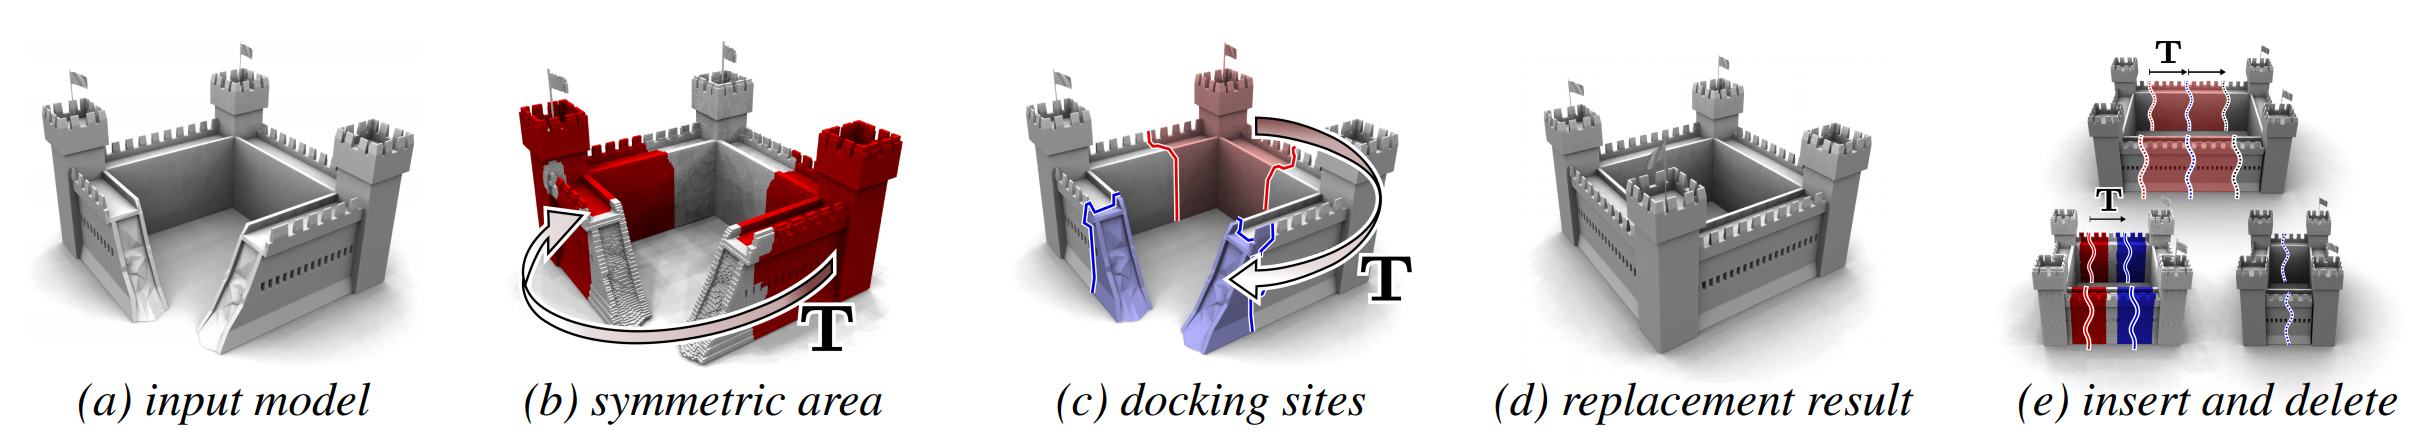 T
T
T
T
(a) input model
(b) symmetric area
(c) docking sites
(d) replacement result
(e) insert and delete